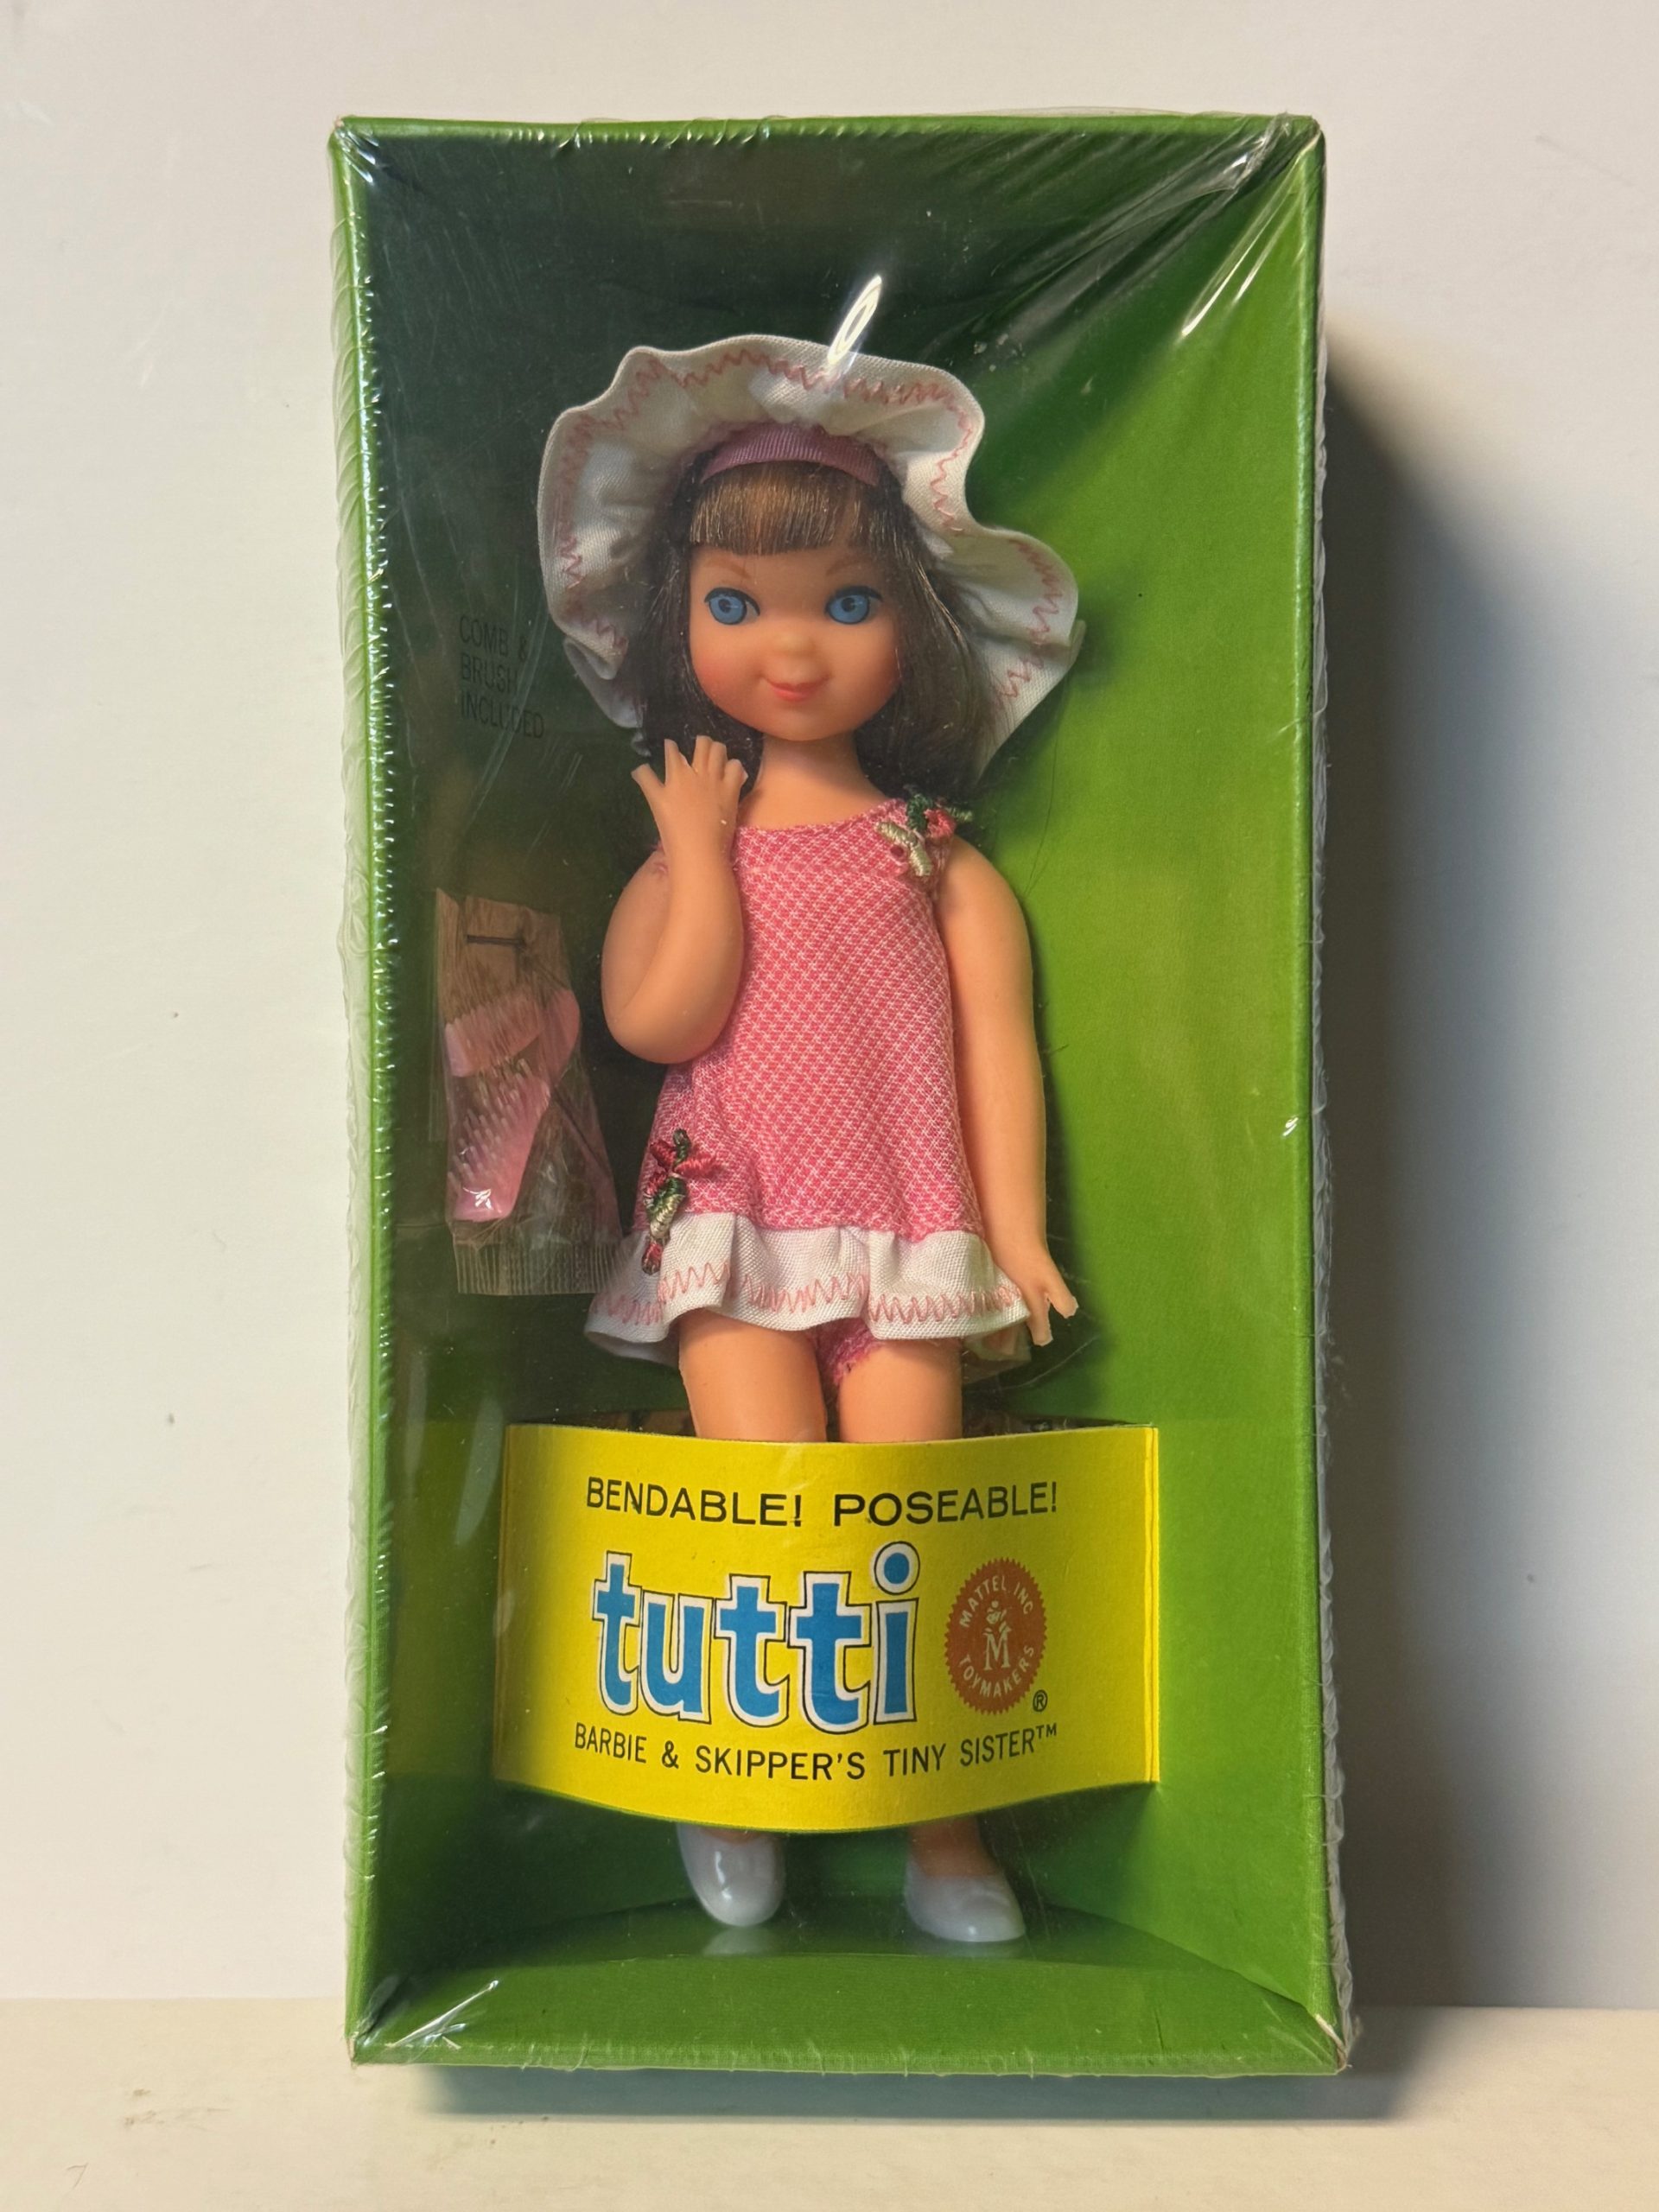 COMB &
BRUSH
INCLUDED
BENDABLE! POSEABLE!
tutti
MATTEL, INC.
M
TOYMAKERS
®
BARBIE & SKIPPER'S TINY SISTER™